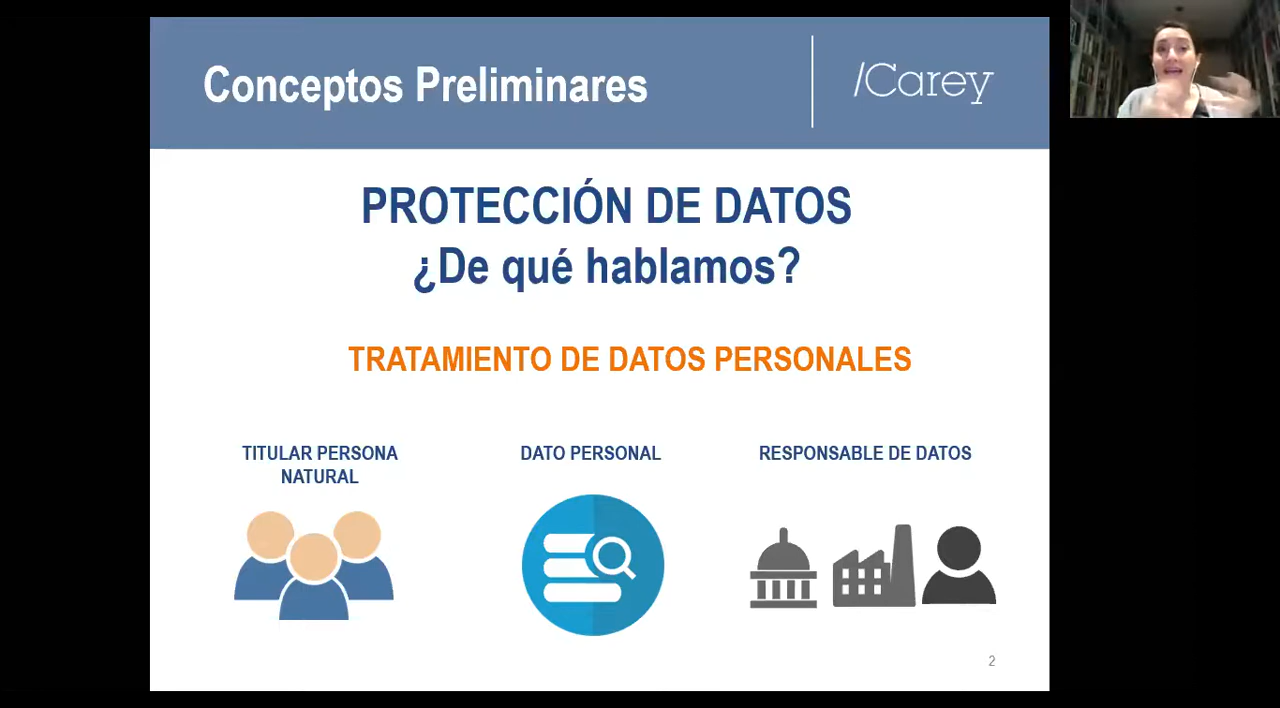 Conceptos Preliminares
/Carey
PROTECCIÓN DE DATOS
¿De qué hablamos?
TRATAMIENTO DE DATOS PERSONALES
TITULAR PERSONA
NATURAL
DATO PERSONAL
RESPONSABLE DE DATOS
2